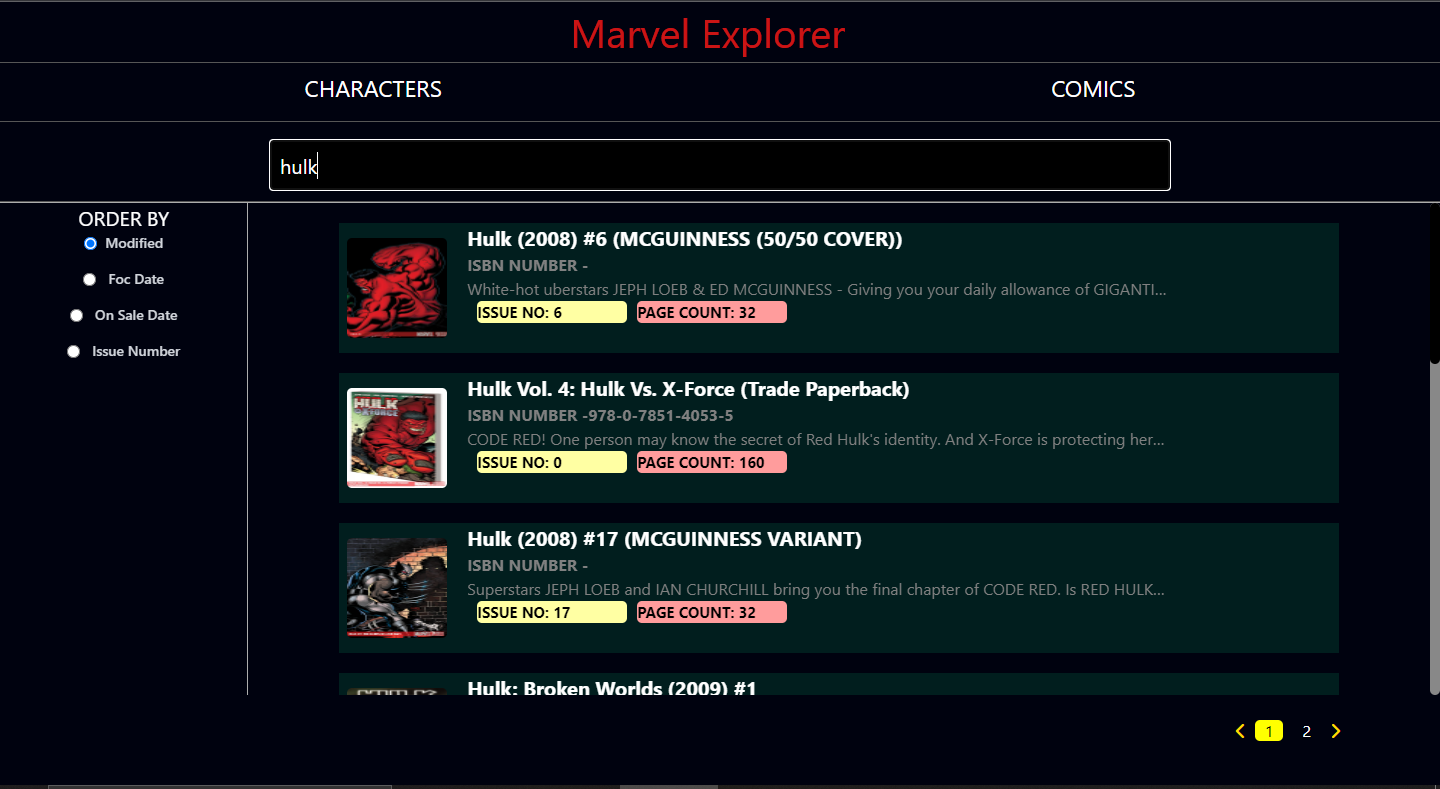 Marvel Explorer
CHARACTERS
COMICS
hulk
ORDER BY
Modified
Foc Date
On Sale Date
Issue Number
Hulk (2008) #6 (MCGUINNESS (50/50 COVER))
ISBN NUMBER -
White-hot uberstars JEPH LOEB & ED MCGUINNESS - Giving you your daily allowance of GIGANTI...
ISSUE NO: 6
PAGE COUNT: 32
HULK
X-FORCE
Hulk Vol. 4: Hulk Vs. X-Force (Trade Paperback)
ISBN NUMBER -978-0-7851-4053-5
CODE RED! One person may know the secret of Red Hulk's identity. And X-Force is protecting her...
ISSUE NO: 0
PAGE COUNT: 160
Hulk (2008) #17 (MCGUINNESS VARIANT)
ISBN NUMBER -
Superstars JEPH LOEB and IAN CHURCHILL bring you the final chapter of CODE RED. Is RED HULK...
ISSUE NO: 17
PAGE COUNT: 32
Hulk: Broken Worlds (2009) #1
1
2